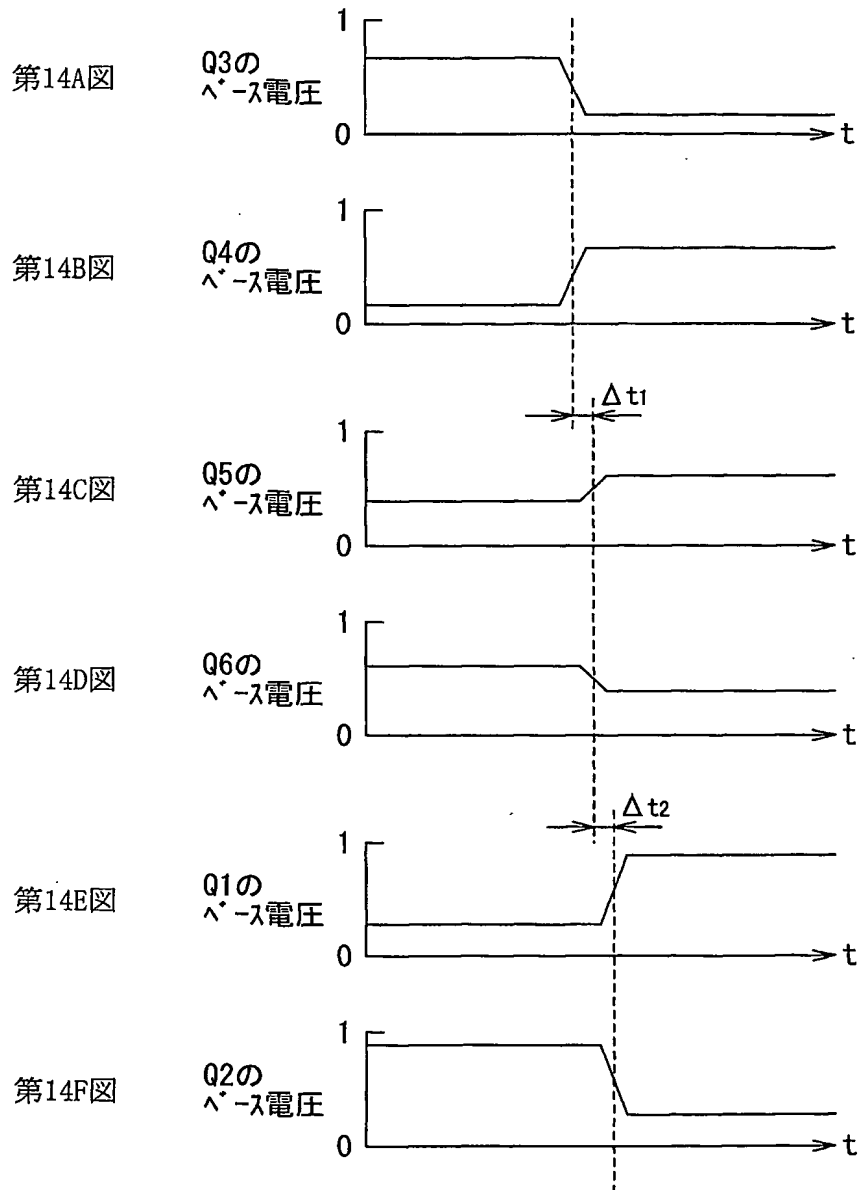 第14A図
Q3の
ベース電圧
1
0
t
第14B図
Q4の
ベース電圧
1
0
t
Δt1
第14C図
Q5の
ベース電圧
1
0
t
第14D図
Q6の
ベース電圧
1
0
t
Δt2
第14E図
Q1の
ベース電圧
1
0
t
第14F図
Q2の
ベース電圧
1
0
t